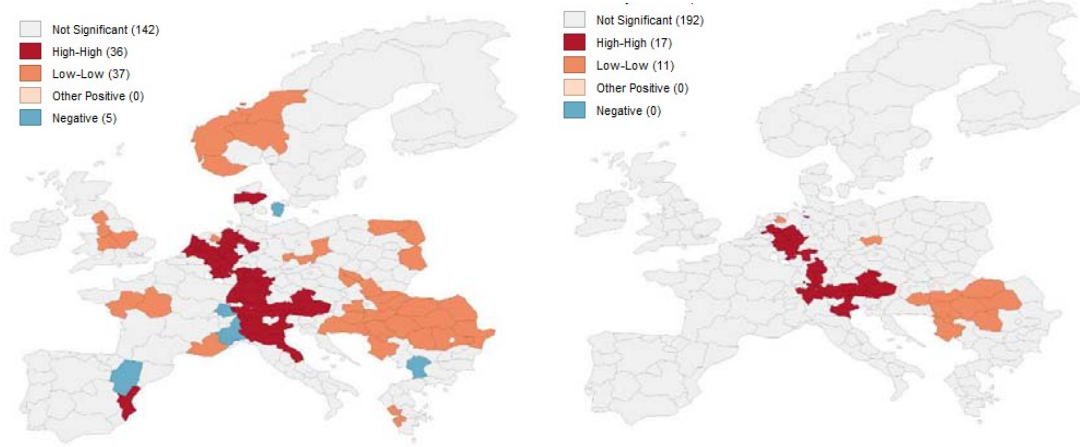 Not Significant (142)
High-High (36)
Low-Low (37)
Other Positive (0)
Negative (5)
Not Significant (192)
High-High (17)
Low-Low (11)
Other Positive (0)
Negative (0)